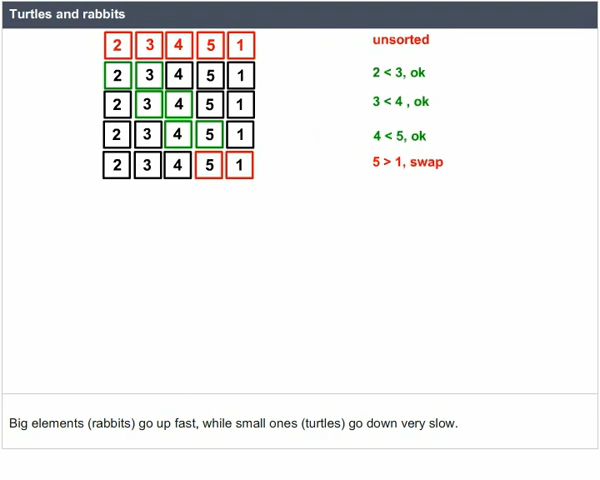 Turtles and rabbits
2 3 4 5 1 unsorted
2 3 4 5 1 2 < 3, ok
2 3 4 5 1 3 < 4 , ok
2 3 4 5 1 4 < 5, ok
2 3 4 5 1 5 > 1, swap
Big elements (rabbits) go up fast, while small ones (turtles) go down very slow.